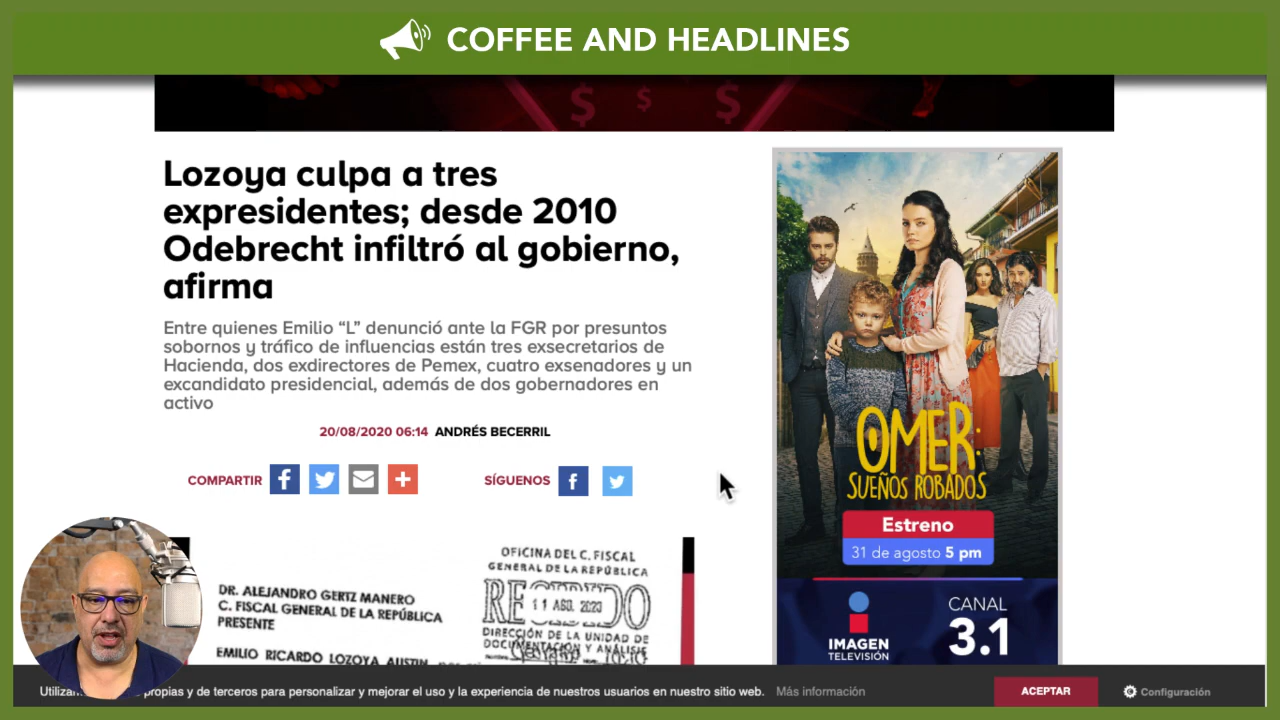 COFFEE AND HEADLINES
$ $ $
Lozoya culpa a tres
expresidentes; desde 2010
Odebrecht infiltró al gobierno,
afirma
Entre quienes Emilio “L” denunció ante la FGR por presuntos
sobornos y tráfico de influencias están tres exsecretarios de
Hacienda, dos exdirectores de Pemex, cuatro exsenadores y un
excandidato presidencial, además de dos gobernadores en
activo
20/08/2020 06:14 ANDRÉS BECERRIL
COMPARTIR
SÍGUENOS
DR. ALEJANDRO GERTZ MANERO
C. FISCAL GENERAL DE LA REPÚBLICA
PRESENTE
EMILIO RICARDO LOZOYA AUSTIN
OFICINA DEL C. FISCAL
GENERAL DE LA REPÚBLICA
RECIBIDO
11 AGO. 2020
DIRECCIÓN DE LA UNIDAD DE
DOCUMENTACIÓN Y ANÁLISIS
OMER:
SUEÑOS ROBADOS
Estreno
31 de agosto 5 pm
IMAGEN
TELEVISIÓN
CANAL
3.1
propias y de terceros para personalizar y mejorar el uso y la experiencia de nuestros usuarios en nuestro sitio web. Más información
ACEPTAR
Configuración